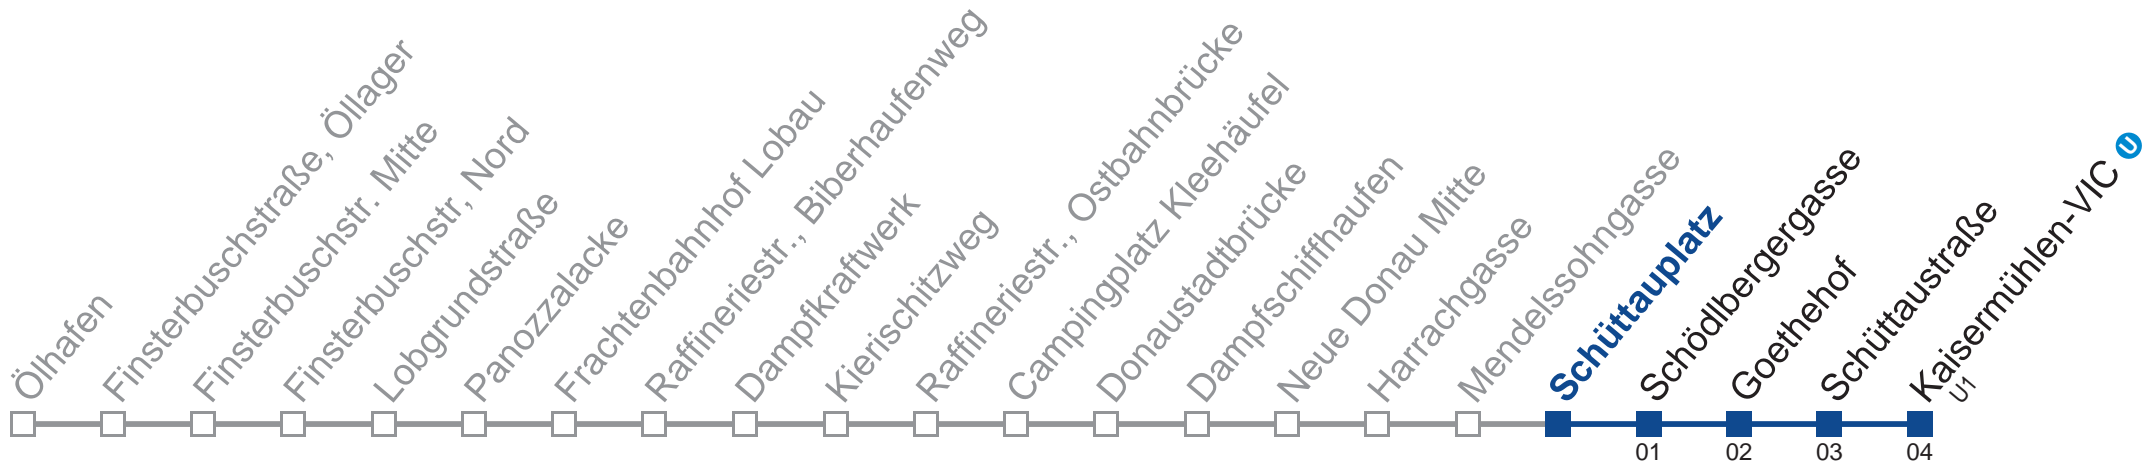 Ölhafen
Finsterbuschstraße, Öllager
Finsterbuschstr. Mitte
Finsterbuschstr, Nord
Lobgrundstraße
Panozzalacke
Frachtenbahnhof Lobau
Raffineriestr., Biberhaufenweg
Dampfkraftwerk
Kierischitzweg
Raffineriestr., Ostbahnbrücke
Campingplatz Kleehäufel
Donaustadtbrücke
Dampfschiffhaufen
Neue Donau Mitte
Harrachgasse
Mendelssohngasse
Schüttauplatz
Schödlbergergasse
Goethehof
Schüttaustraße
Kaisermühlen-VIC U
U1
01 02 03 04